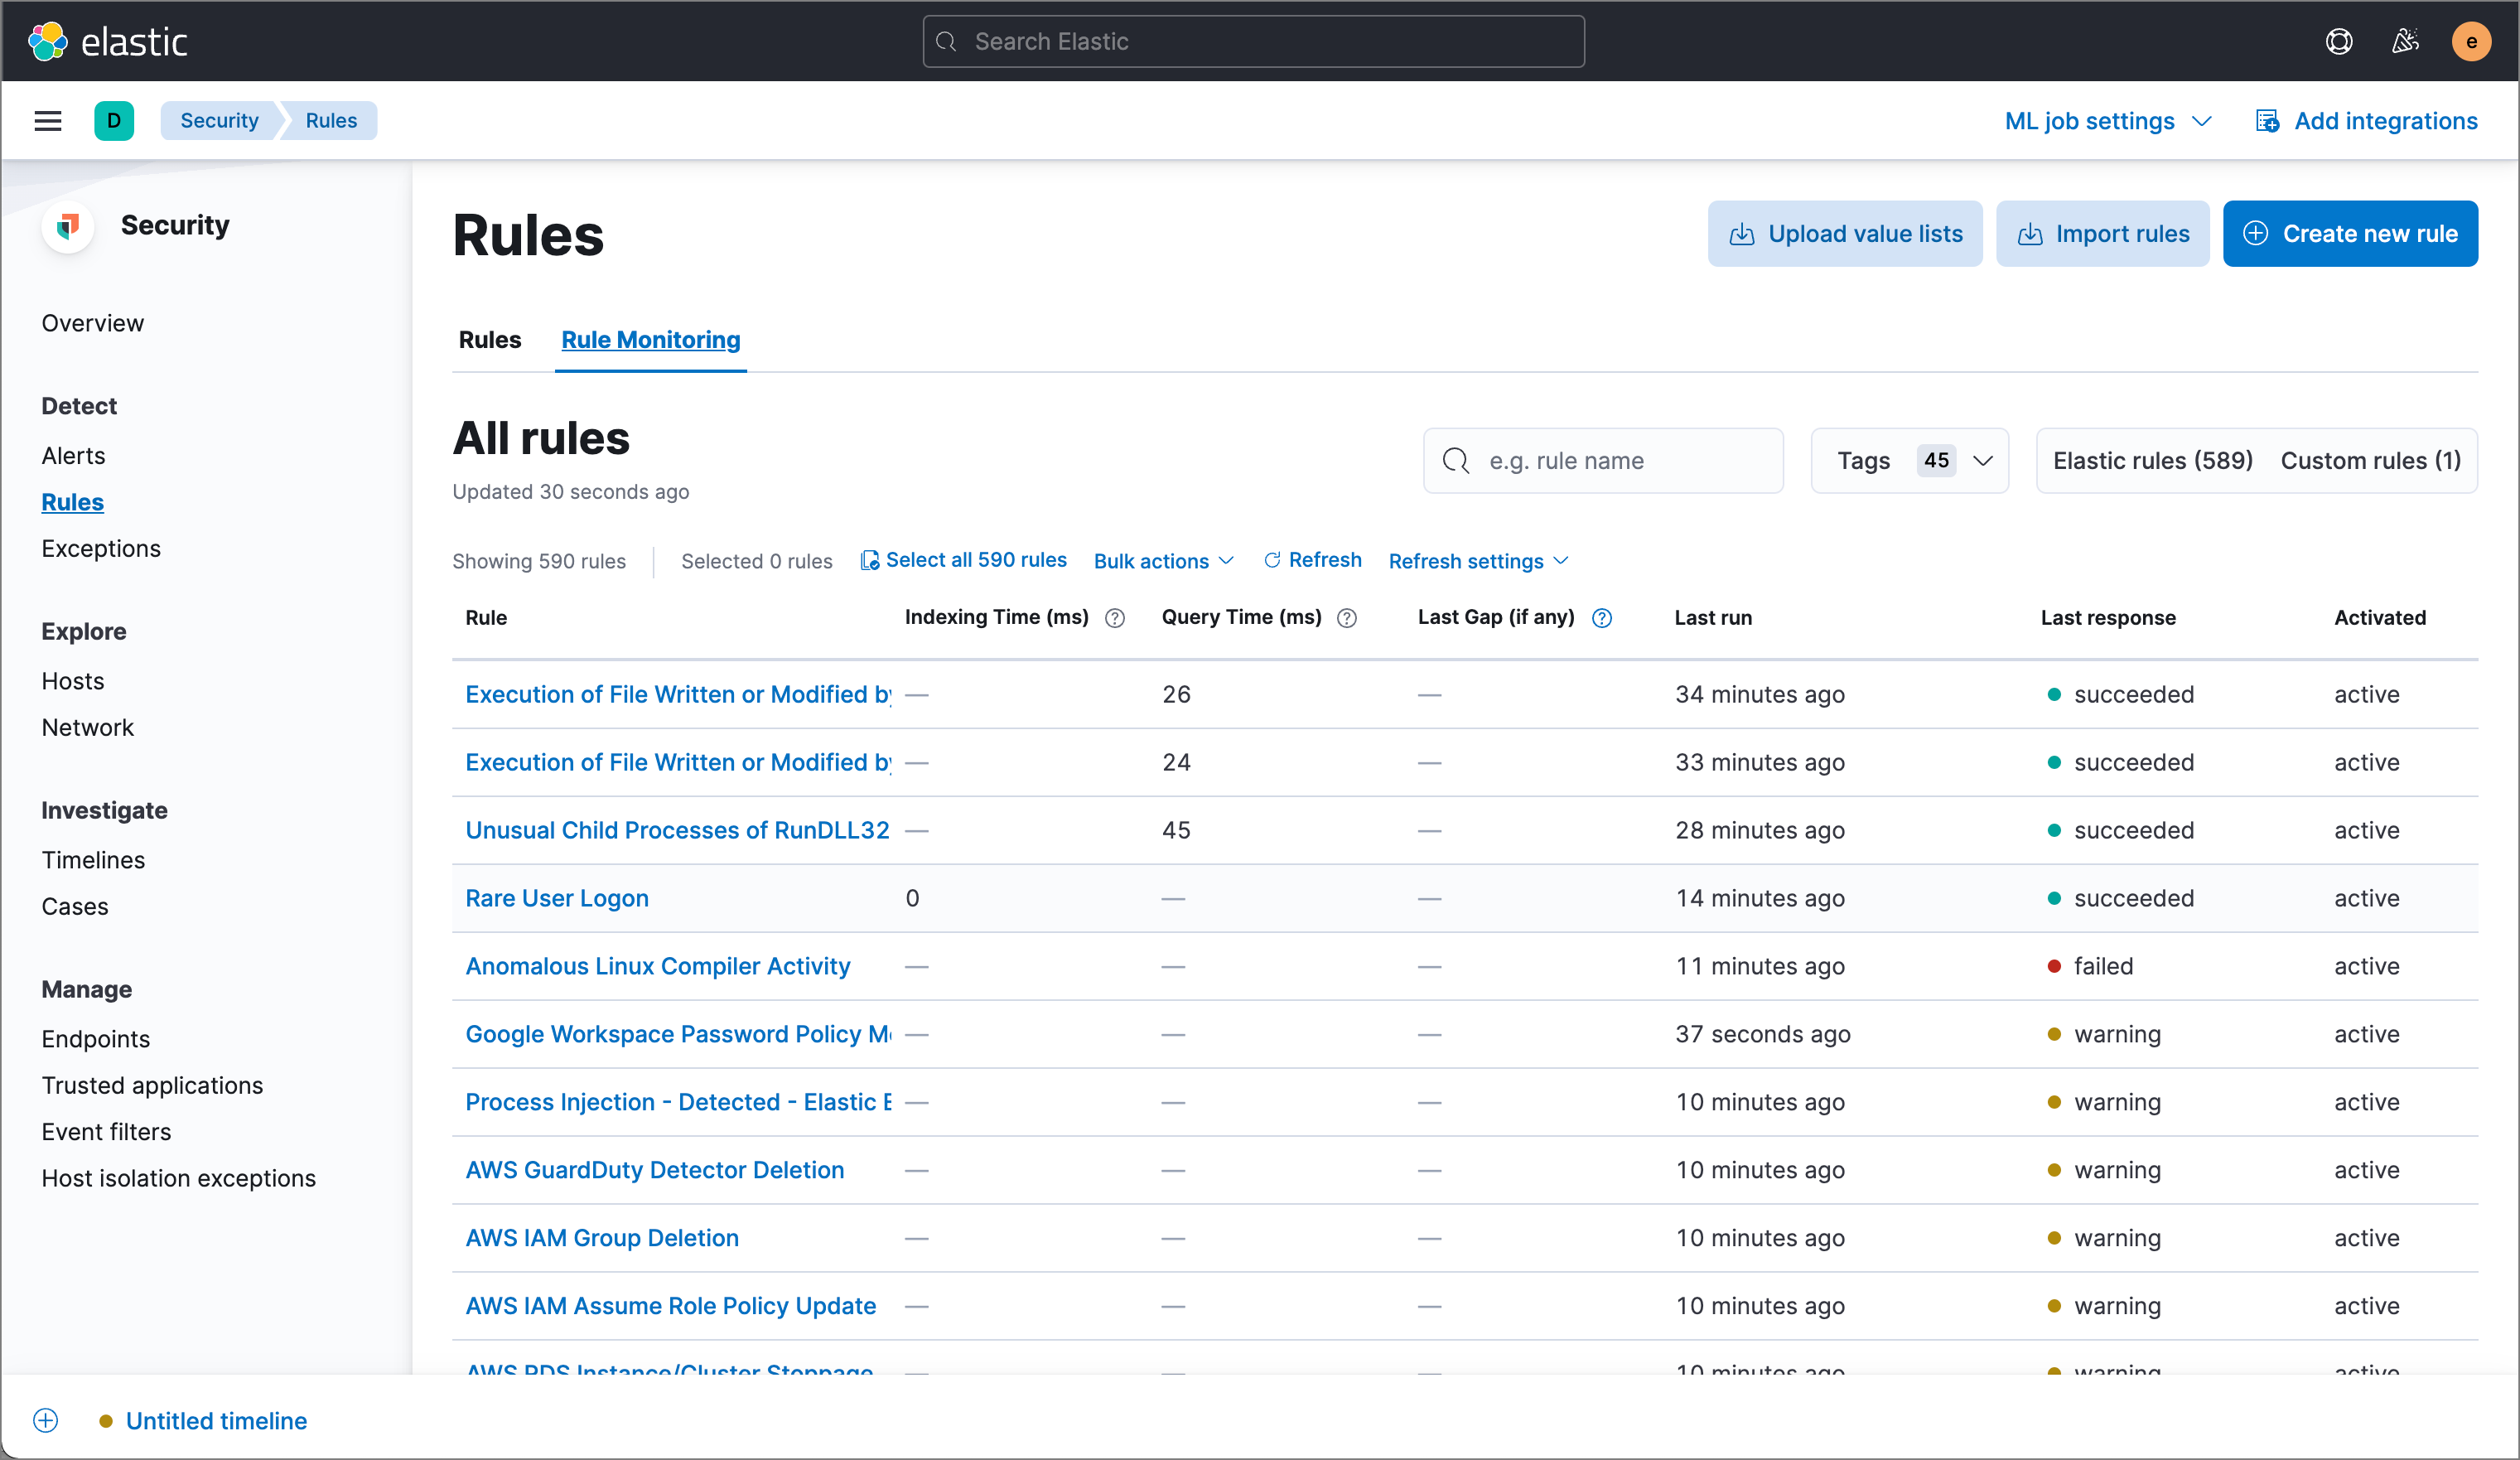 elastic
Search Elastic
e
D
Security
Rules
ML job settings
Add integrations
Security
Overview
Detect
Alerts
Rules
Exceptions
Explore
Hosts
Network
Investigate
Timelines
Cases
Manage
Endpoints
Trusted applications
Event filters
Host isolation exceptions
Rules
Upload value lists
Import rules
Create new rule
Rules
Rule Monitoring
All rules
Updated 30 seconds ago
e.g. rule name
Tags 45
Elastic rules (589)
Custom rules (1)
Showing 590 rules
Selected 0 rules
Select all 590 rules
Bulk actions
Refresh
Refresh settings
Rule Indexing Time (ms) Query Time (ms) Last Gap (if any) Last run Last response Activated
Execution of File Written or Modified by — 26 — 34 minutes ago succeeded active
Execution of File Written or Modified by — 24 — 33 minutes ago succeeded active
Unusual Child Processes of RunDLL32 — 45 — 28 minutes ago succeeded active
Rare User Logon 0 — — 14 minutes ago succeeded active
Anomalous Linux Compiler Activity — — — 11 minutes ago failed active
Google Workspace Password Policy — — — 37 seconds ago warning active
Process Injection - Detected - Elastic — — — 10 minutes ago warning active
AWS GuardDuty Detector Deletion — — — 10 minutes ago warning active
AWS IAM Group Deletion — — — 10 minutes ago warning active
AWS IAM Assume Role Policy Update — — — 10 minutes ago warning active
AWS RDS Instance/Cluster Stoppage — — — 10 minutes ago warning active
Untitled timeline